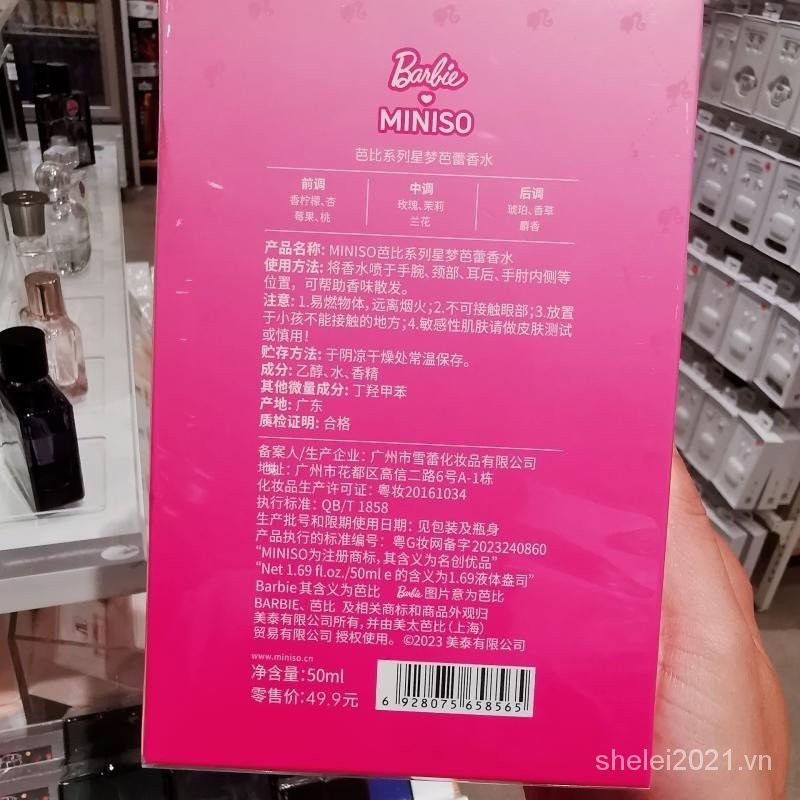 Barbie
MINISO
芭比系列星梦芭蕾香水
前调
香柠檬、杏
莓果、桃
中调
玫瑰、茉莉
兰花
后调
琥珀、香草
麝香
产品名称: MINISO芭比系列星梦芭蕾香水
使用方法: 将香水喷于手腕、颈部、耳后、手肘内侧等
位置，可帮助香味散发。
注意: 1.易燃物体，远离烟火;2.不可接触眼部;3.放置
于小孩不能接触的地方;4.敏感性肌肤请做皮肤测试
或慎用!
贮存方法: 于阴凉干燥处常温保存。
成分: 乙醇、水、香精
其他微量成分: 丁羟甲苯
产地: 广东
质检证明: 合格
备案人/生产企业: 广州市雪蕾化妆品有限公司
地址: 广州市花都区高信二路6号A-1栋
化妆品生产许可证: 粤妆20161034
执行标准: QB/T 1858
生产批号和限期使用日期: 见包装及瓶身
产品执行的标准编号: 粤G妆网备字2023240860
“MINISO为注册商标,其含义为名创优品”
“Net 1.69 fl.oz./50ml e 的含义为1.69液体盎司”
Barbie 其含义为芭比 Barbie 图片意为芭比
BARBIE、芭比 及相关商标和商品外观归
美泰有限公司所有,并由美太芭比(上海)
贸易有限公司 授权使用。©2023 美泰有限公司
www.miniso.cn
净含量:50ml
零售价:49.9元
6 928075 658565
shelei2021.vn